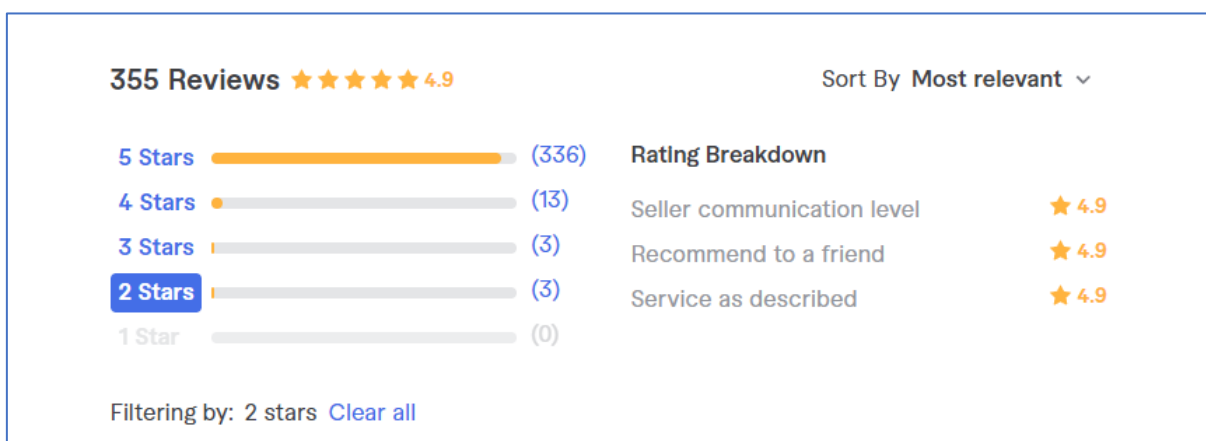 355 Reviews 4.9
Sort By Most relevant
5 Stars (336)
4 Stars (13)
3 Stars (3)
2 Stars (3)
1 Star (0)
Rating Breakdown
Seller communication level 4.9
Recommend to a friend 4.9
Service as described 4.9
Filtering by: 2 stars Clear all